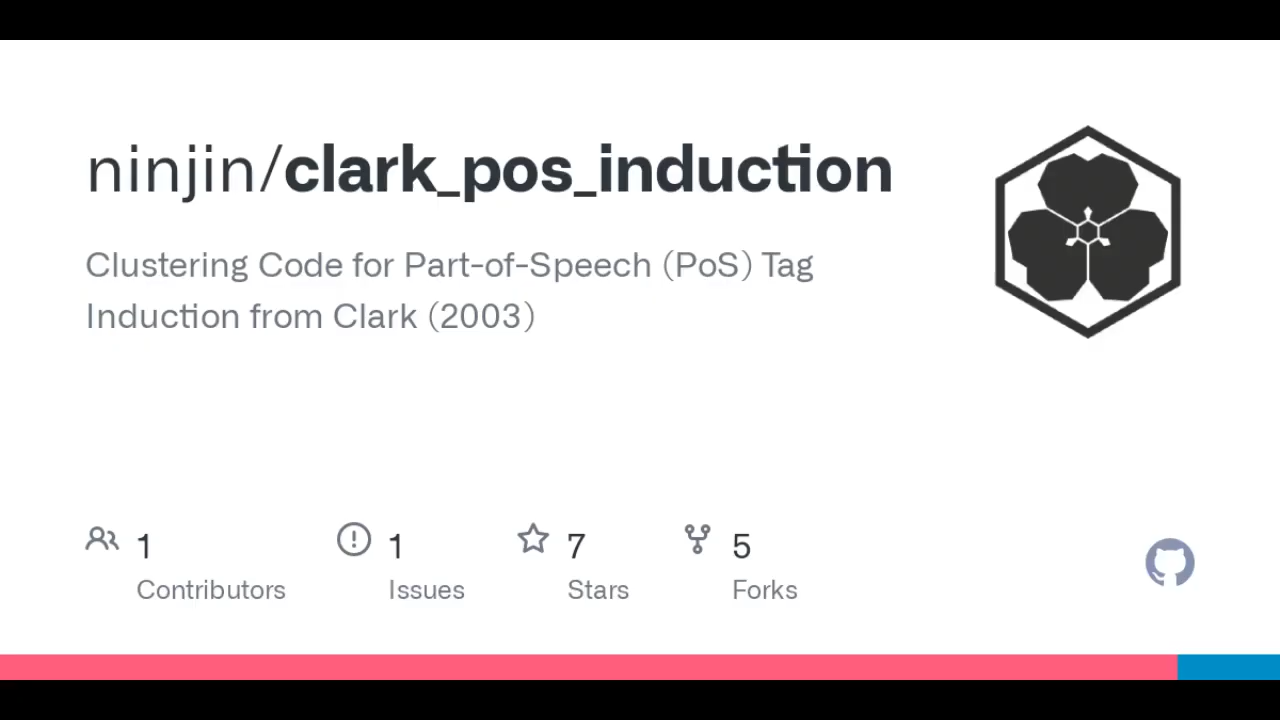 ninjin/clark_pos_induction
Clustering Code for Part-of-Speech (PoS) Tag
Induction from Clark (2003)
1 1 7 5
Contributors Issues Stars Forks